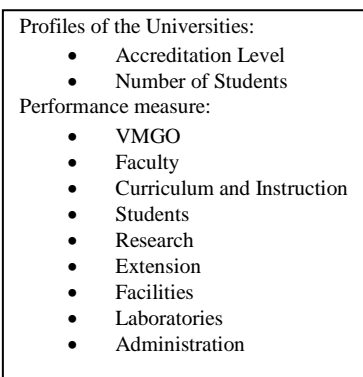 Profiles of the Universities:
• Accreditation Level
• Number of Students
Performance measure:
• VMGO
• Faculty
• Curriculum and Instruction
• Students
• Research
• Extension
• Facilities
• Laboratories
• Administration